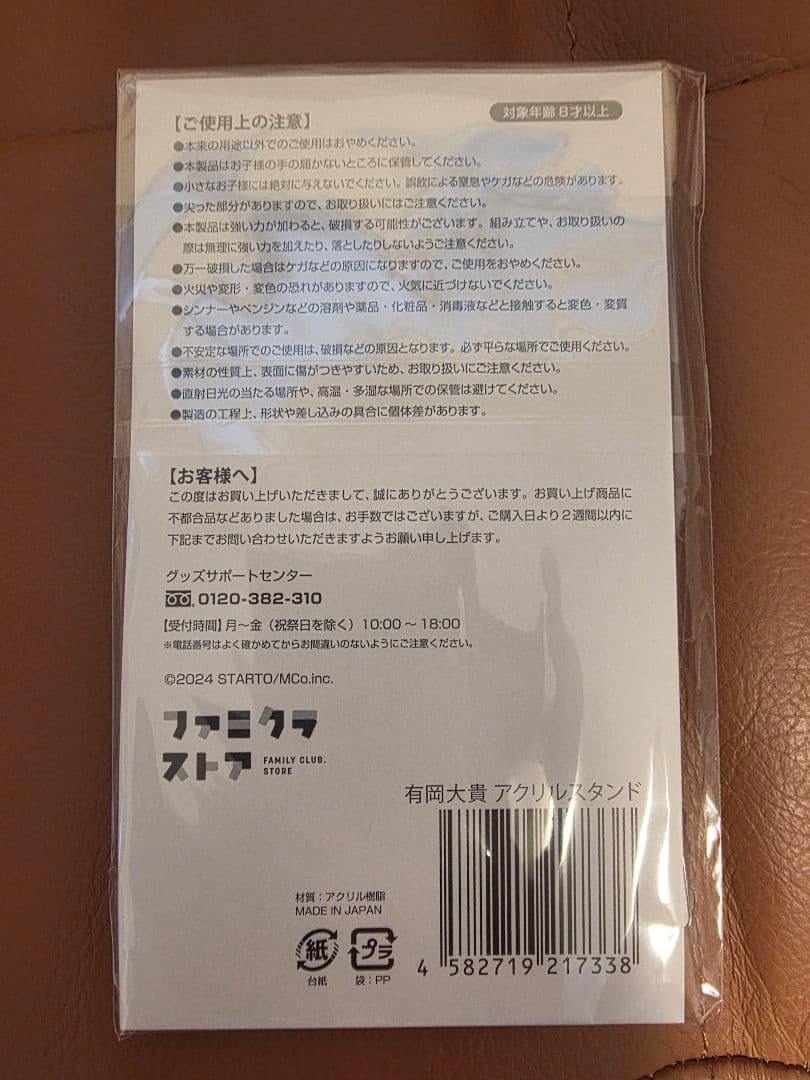 【ご使用上の注意】
対象年齢 8才以上
●本来の用途以外でのご使用はおやめください。
●本製品はお子様の手の届かないところに保管してください。
●小さなお子様には絶対に与えないでください。誤飲による窒息やケガなどの危険があります。
●尖った部分がありますので、お取り扱いにはご注意ください。
●本製品は強い力が加わると、破損する可能性がございます。組み立てや、お取り扱いの
際は無理に強い力を加えたり、落としたりしないようご注意ください。
●万一破損した場合はケガなどの原因になりますので、ご使用をおやめください。
●火災や変形・変色の恐れがありますので、火気に近づけないでください。
●シンナーやベンジンなどの溶剤や薬品・化粧品・消毒液などと接触すると変色・変質
する場合があります。
●不安定な場所でのご使用は、破損などの原因となります。必ず平らな場所でご使用ください。
●素材の性質上、表面に傷がつきやすいため、お取り扱いにご注意ください。
●直射日光の当たる場所や、高温・多湿な場所での保管は避けてください。
●製造の工程上、形状や差し込みの具合に個体差があります。
【お客様へ】
この度はお買い上げいただきまして、誠にありがとうございます。お買い上げ商品に
不都合品などありました場合は、お手数ではございますが、ご購入日より2週間以内に
下記までお問い合わせいただきますようお願い申し上げます。
グッズサポートセンター
0120-382-310
【受付時間】月〜金（祝祭日を除く）10:00〜18:00
※電話番号はよく確かめてからお間違いのないようにご注意ください。
©2024 STARTO/MCo.inc.
ファミクラ
ストア FAMILY CLUB.
STORE
有岡大貴 アクリルスタンド
材質：アクリル樹脂
MADE IN JAPAN
紙 プラ
台紙 袋：PP
4 582719 217338